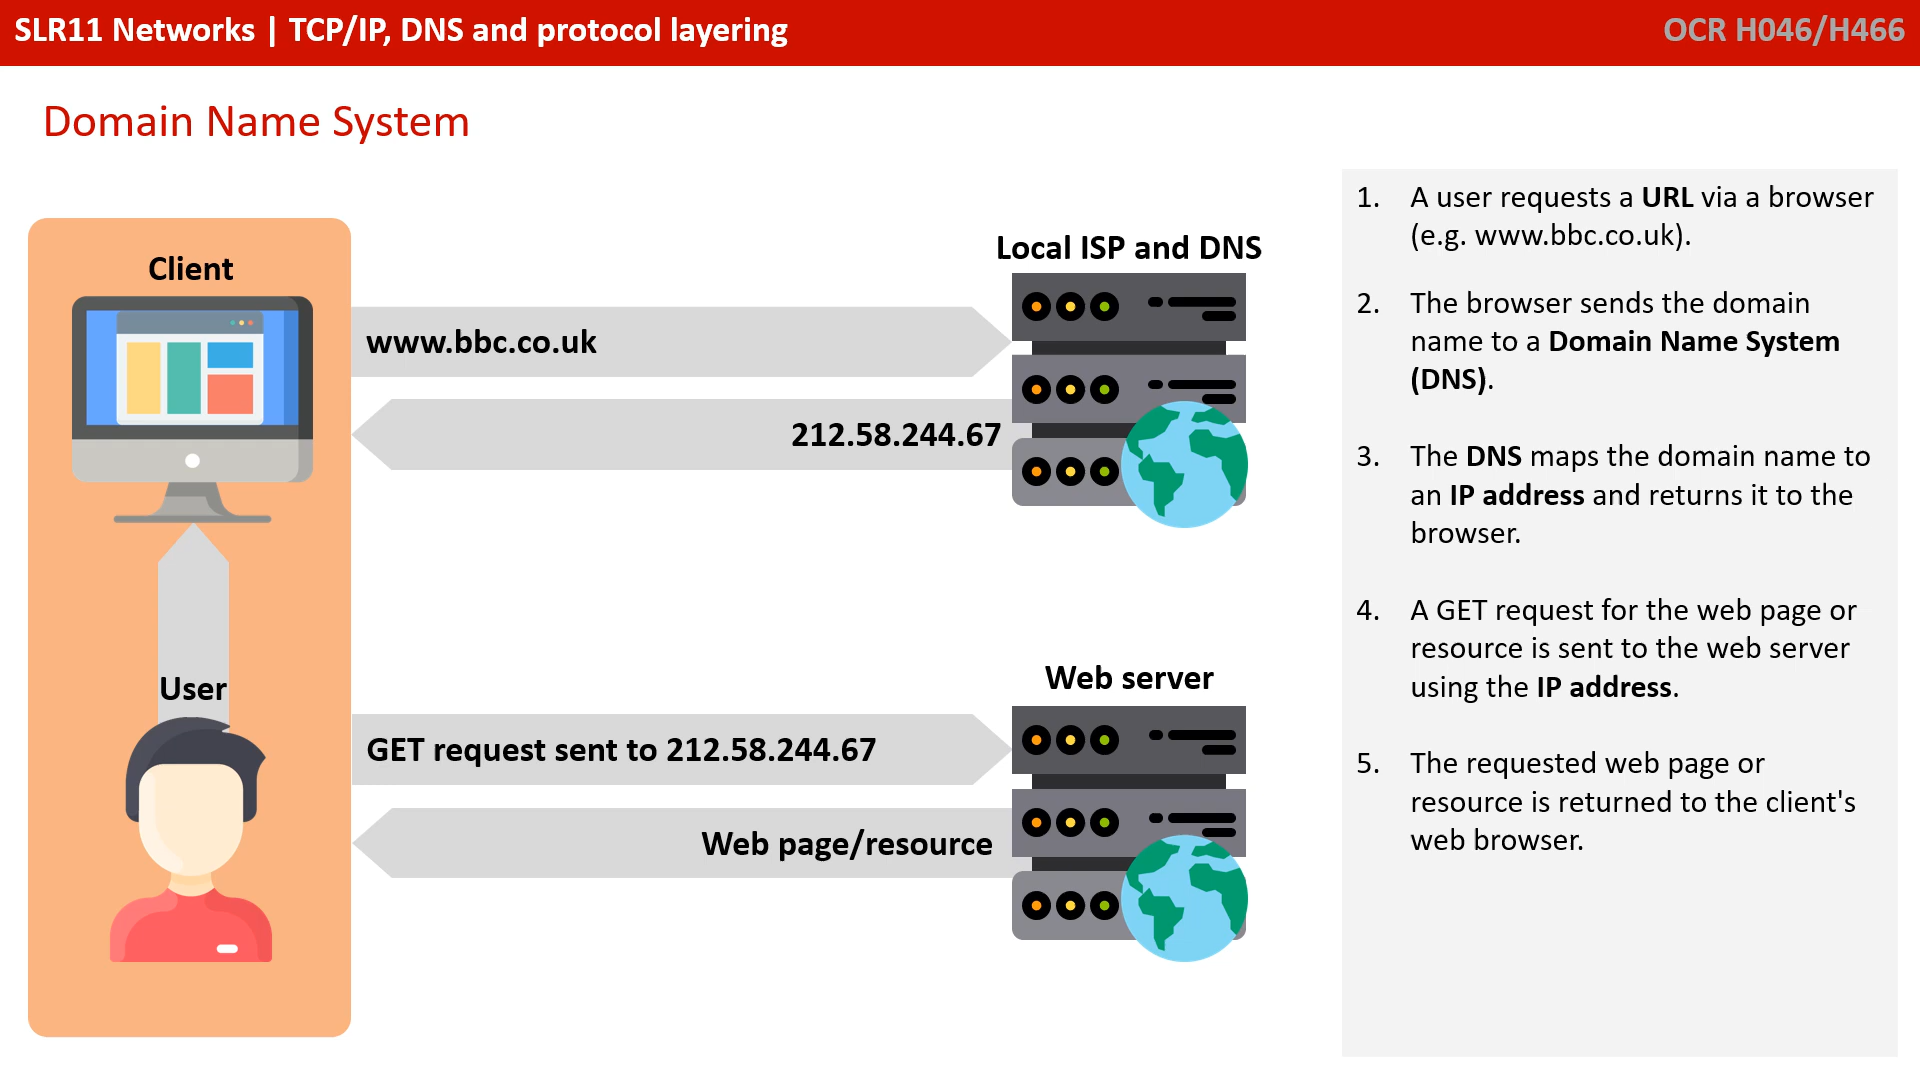 SLR11 Networks | TCP/IP, DNS and protocol layering
OCR H046/H466
Domain Name System
Client
www.bbc.co.uk
Local ISP and DNS
212.58.244.67
User
GET request sent to 212.58.244.67
Web server
Web page/resource
1. A user requests a URL via a browser
(e.g. www.bbc.co.uk).
2. The browser sends the domain
name to a Domain Name System
(DNS).
3. The DNS maps the domain name to
an IP address and returns it to the
browser.
4. A GET request for the web page or
resource is sent to the web server
using the IP address.
5. The requested web page or
resource is returned to the client's
web browser.